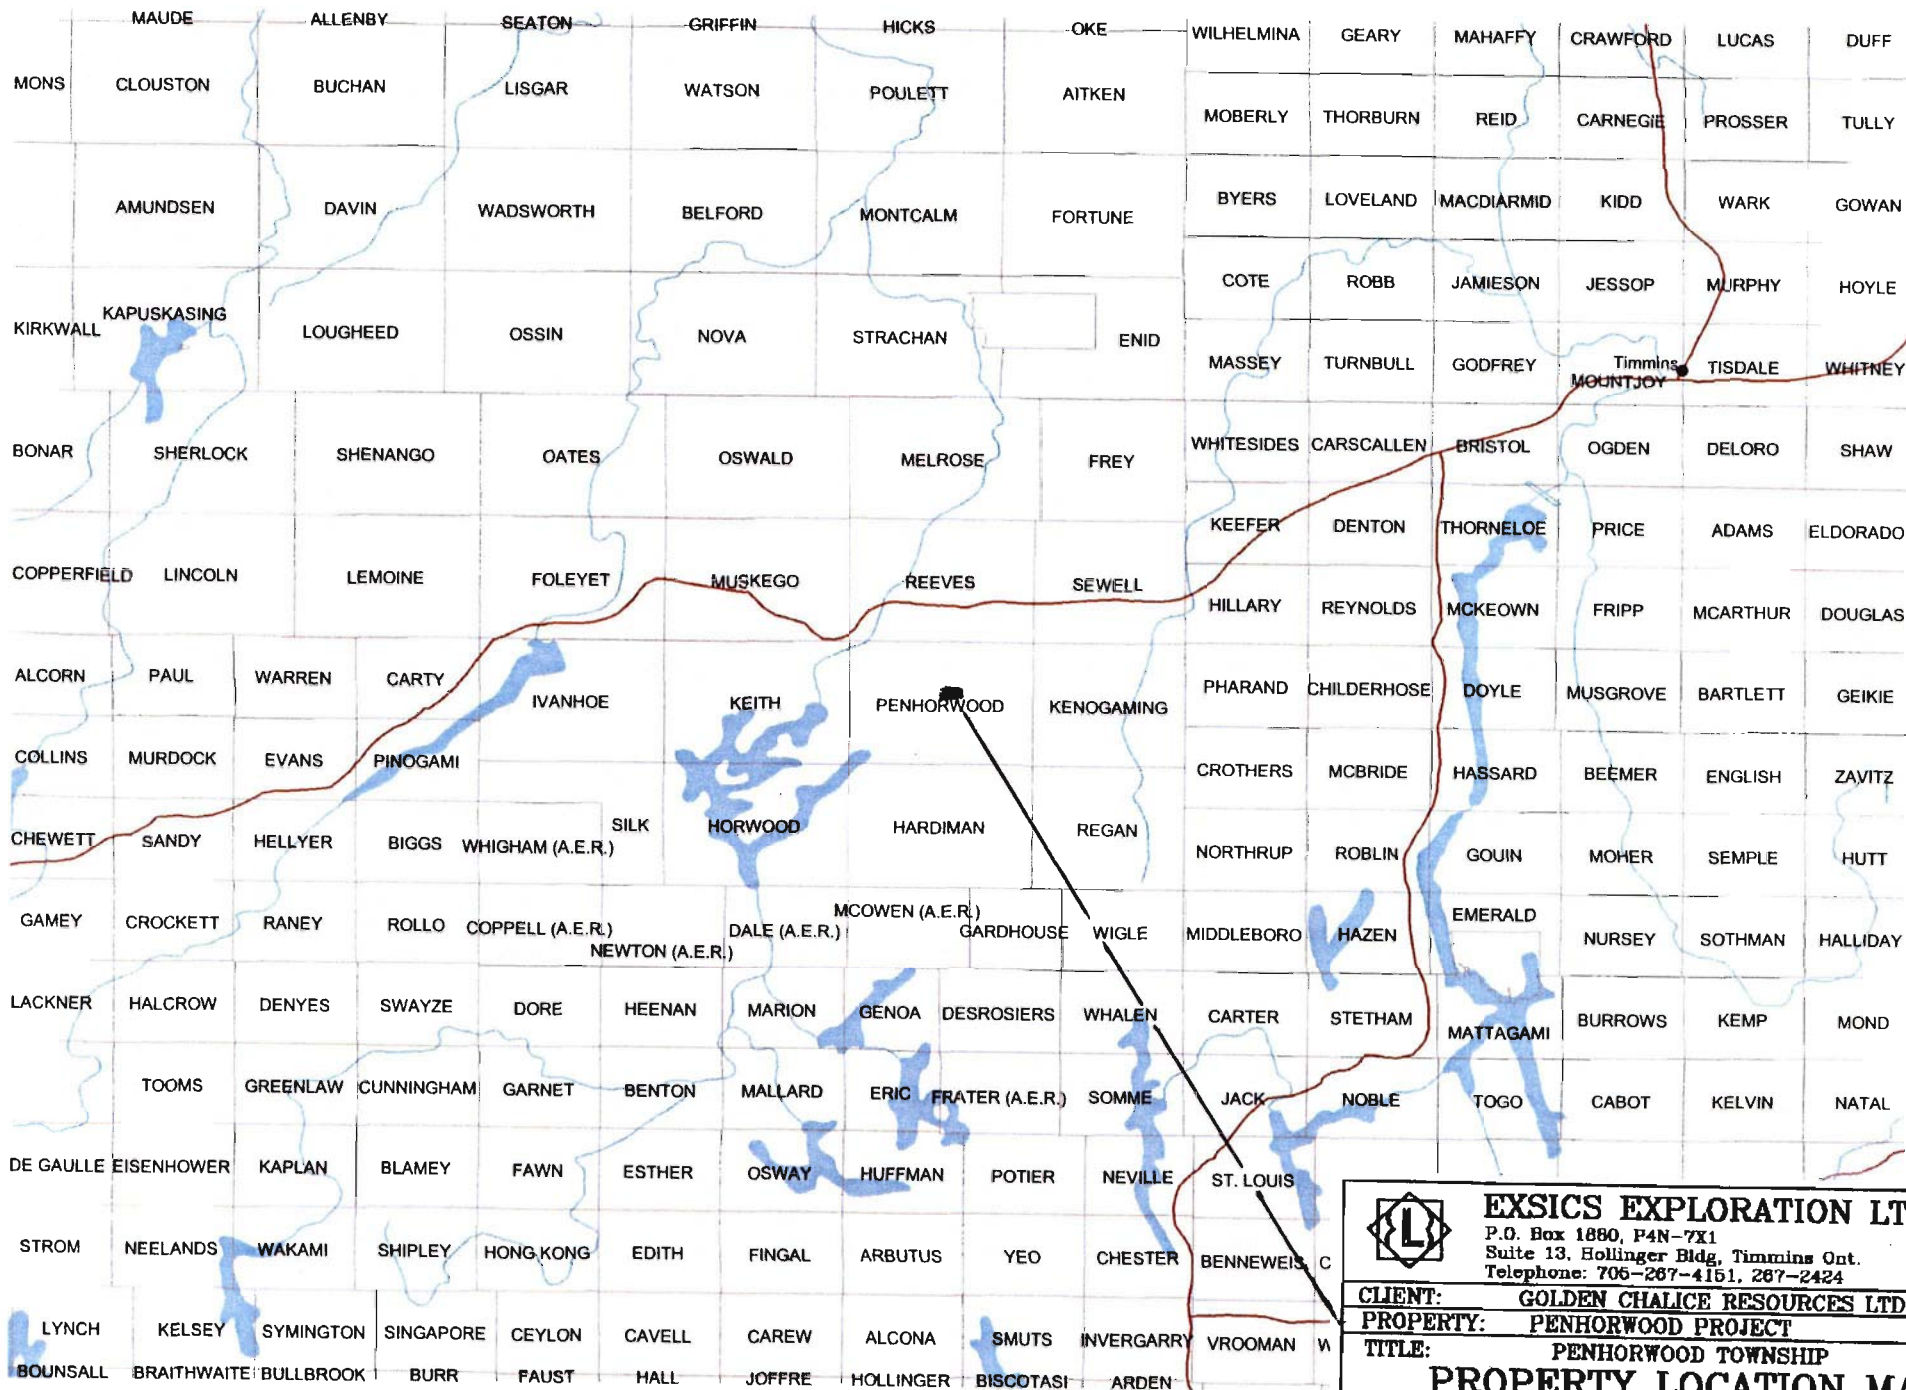 MAUDE ALLENBY SEATON GRIFFIN HICKS OKE WILHELMINA GEARY MAHAFFY CRAWFORD LUCAS DUFF
MONS CLOUSTON BUCHAN LISGAR WATSON POULETT AITKEN
MOBERLY THORBURN REID CARNEGIE PROSSER TULLY
AMUNDSEN DAVIN WADSWORTH BELFORD MONTCALM FORTUNE BYERS LOVELAND MACDIARMID KIDD WARK GOWAN
COTE ROBB JAMIESON JESSOP MURPHY HOYLE
KIRKWALL KAPUSKASING LOUGHEED OSSIN NOVA STRACHAN ENID
MASSEY TURNBULL GODFREY Timmins MOUNTJOY TISDALE WHITNEY
BONAR SHERLOCK SHENANGO OATES OSWALD MELROSE FREY WHITESIDES CARSCALLEN BRISTOL OGDEN DELORO SHAW
KEEFER DENTON THORNELOE PRICE ADAMS ELDORADO
COPPERFIELD LINCOLN LEMOINE FOLEYET MUSKEGO REEVES SEWELL
HILLARY REYNOLDS MCKEOWN FRIPP MCARTHUR DOUGLAS
ALCORN PAUL WARREN CARTY IVANHOE KEITH PENHORWOOD KENOGAMING PHARAND CHILDERHOSE DOYLE MUSGROVE BARTLETT GEIKIE
COLLINS MURDOCK EVANS PINOGAMI CROTHERS MCBRIDE HASSARD BEEMER ENGLISH ZAVITZ
CHEWETT SANDY HELLYER BIGGS WHIGHAM (A.E.R.) SILK HORWOOD HARDIMAN REGAN NORTHRUP ROBLIN GOUIN MOHER SEMPLE HUTT
GAMEY CROCKETT RANEY ROLLO COPPELL (A.E.R.) NEWTON (A.E.R.) DALE (A.E.R.) MCOWEN (A.E.R.) GARDHOUSE WIGLE MIDDLEBORO HAZEN EMERALD NURSEY SOTHMAN HALLIDAY
LACKNER HALCROW DENYES SWAYZE DORE HEENAN MARION GENOA DESROSIERS WHALEN CARTER STETHAM MATTAGAMI BURROWS KEMP MOND
TOOMS GREENLAW CUNNINGHAM GARNET BENTON MALLARD ERIC FRATER (A.E.R.) SOMME JACK NOBLE TOGO CABOT KELVIN NATAL
DE GAULLE EISENHOWER KAPLAN BLAMEY FAWN ESTHER OSWAY HUFFMAN POTIER NEVILLE ST. LOUIS
STROM NEELANDS WAKAMI SHIPLEY HONG KONG EDITH FINGAL ARBUTUS YEO CHESTER BENNEWEIS C
LYNCH KELSEY SYMINGTON SINGAPORE CEYLON CAVELL CAREW ALCONA SMUTS INVERGARRY VROOMAN W
BOUNSALL BRAITHWAITE BULLBROOK BURR FAUST HALL JOFFRE HOLLINGER BISCOTASI ARDEN
L
EXSICS EXPLORATION LT
P.O. Box 1880, P4N-7X1
Suite 13, Hollinger Bldg, Timmins Ont.
Telephone: 705-267-4151, 267-2424
CLIENT: GOLDEN CHALICE RESOURCES LTD
PROPERTY: PENHORWOOD PROJECT
TITLE: PENHORWOOD TOWNSHIP
PROPERTY LOCATION MA